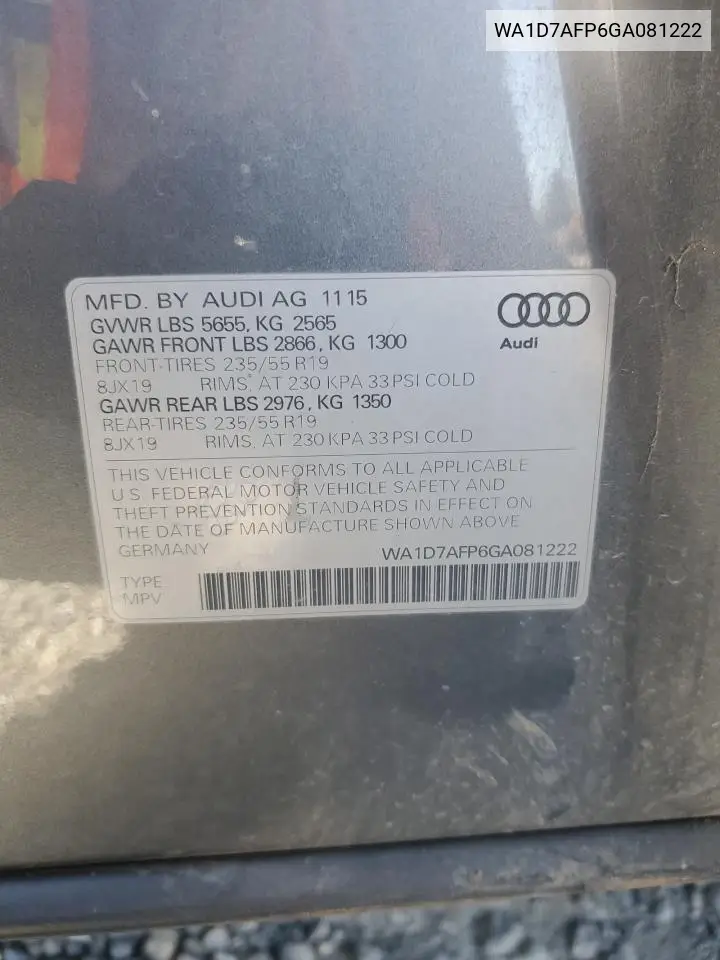 WA1D7AFP6GA081222
MFD. BY AUDI AG 11 15
GVWR LBS 5655, KG 2565
GAWR FRONT LBS 2866, KG 1300
FRONT-TIRES 235/55 R19
8JX19 RIMS, AT 230 KPA 33 PSI COLD
GAWR REAR LBS 2976, KG 1350
REAR-TIRES 235/55 R19
8JX19 RIMS, AT 230 KPA 33 PSI COLD
Audi
THIS VEHICLE CONFORMS TO ALL APPLICABLE
U.S. FEDERAL MOTOR VEHICLE SAFETY AND
THEFT PREVENTION STANDARDS IN EFFECT ON
THE DATE OF MANUFACTURE SHOWN ABOVE
GERMANY WA1D7AFP6GA081222
TYPE:
MPV